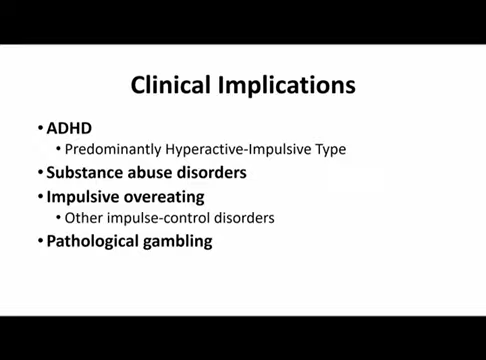 Clinical Implications
• ADHD
• Predominantly Hyperactive-Impulsive Type
• Substance abuse disorders
• Impulsive overeating
• Other impulse-control disorders
• Pathological gambling